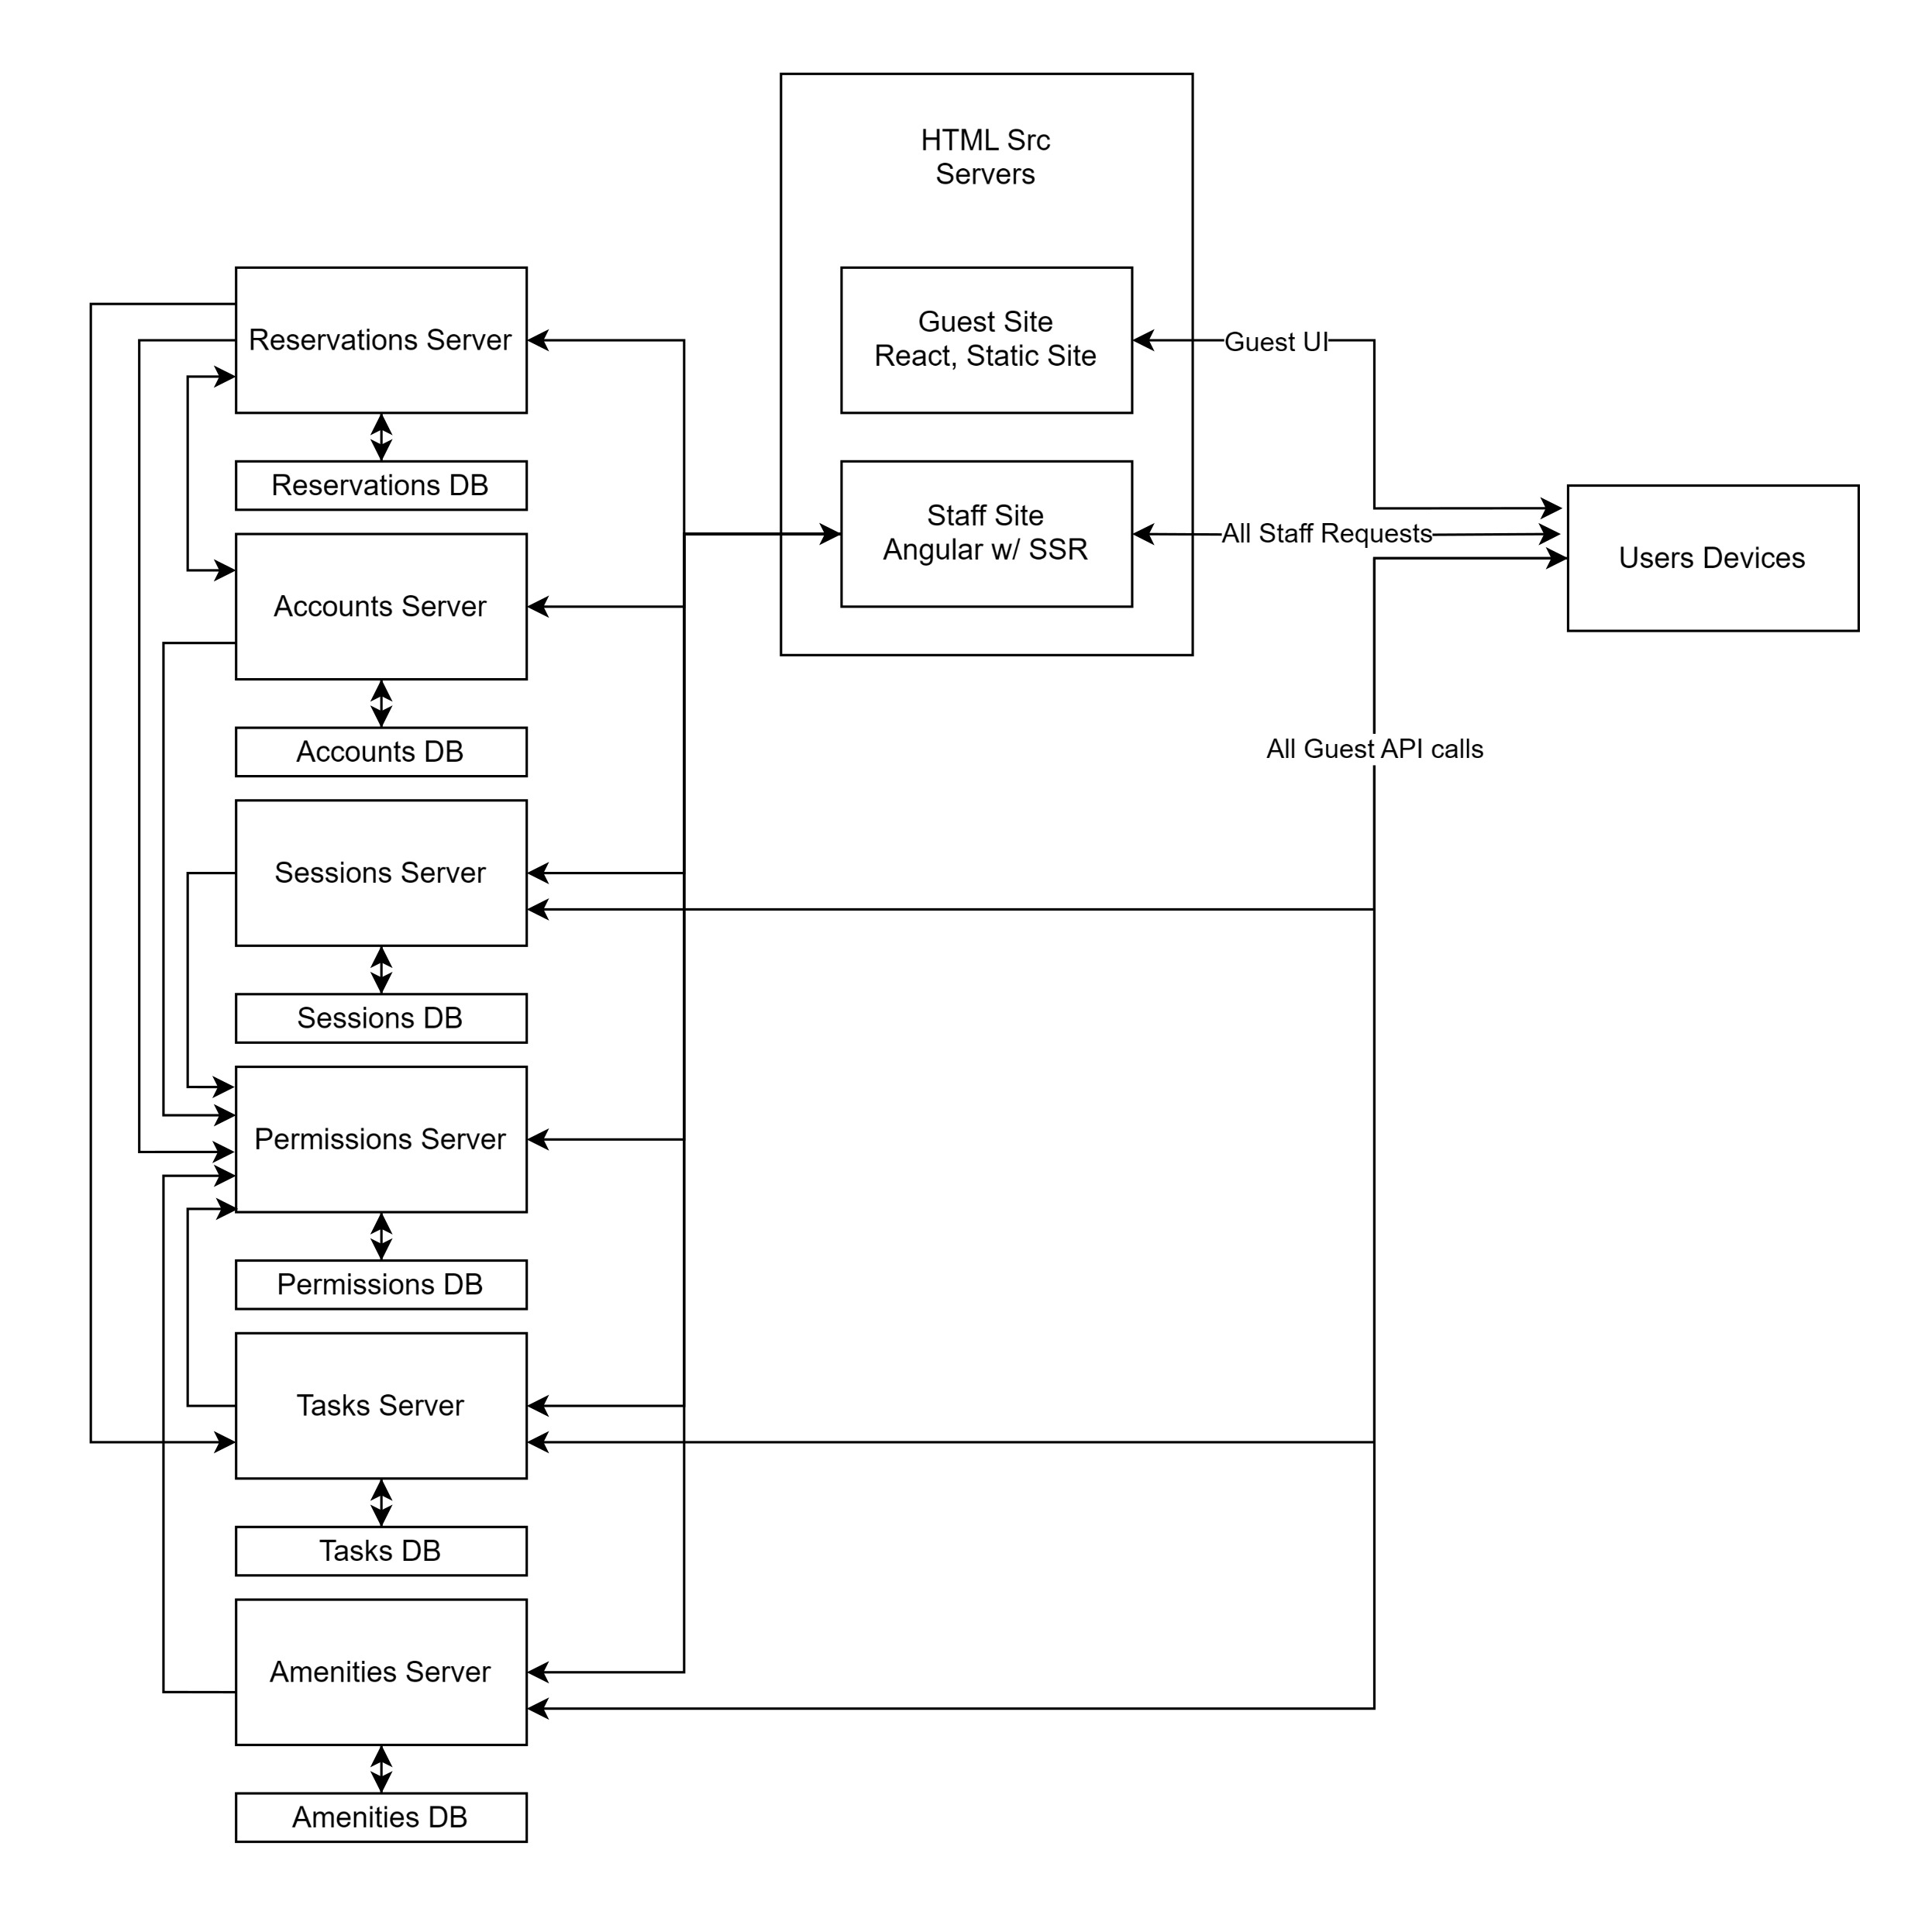 HTML Src
Servers
Guest Site
React, Static Site
Guest UI
Staff Site
Angular w/ SSR
All Staff Requests
Users Devices
All Guest API calls
Reservations Server
Reservations DB
Accounts Server
Accounts DB
Sessions Server
Sessions DB
Permissions Server
Permissions DB
Tasks Server
Tasks DB
Amenities Server
Amenities DB